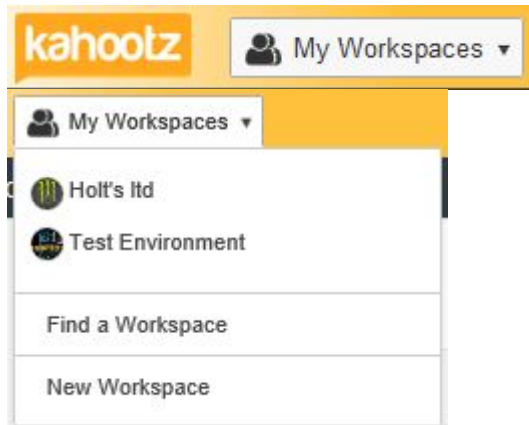 kahootz
My Workspaces
My Workspaces
Holt's ltd
Test Environment
Find a Workspace
New Workspace